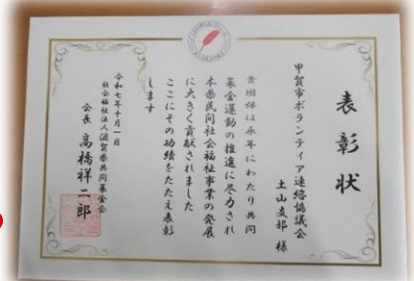 表彰状
甲賀市ボランティア連絡協議会
土山支部 様
貴団体は永年にわたり共同
募金運動の推進に尽力され
本県民間社会福祉事業の発展
に大きく貢献されました
ここにその功績をたたえ表彰
します
令和七年十月一日
社会福祉法人滋賀県共同募金会
会長 高橋祥二郎